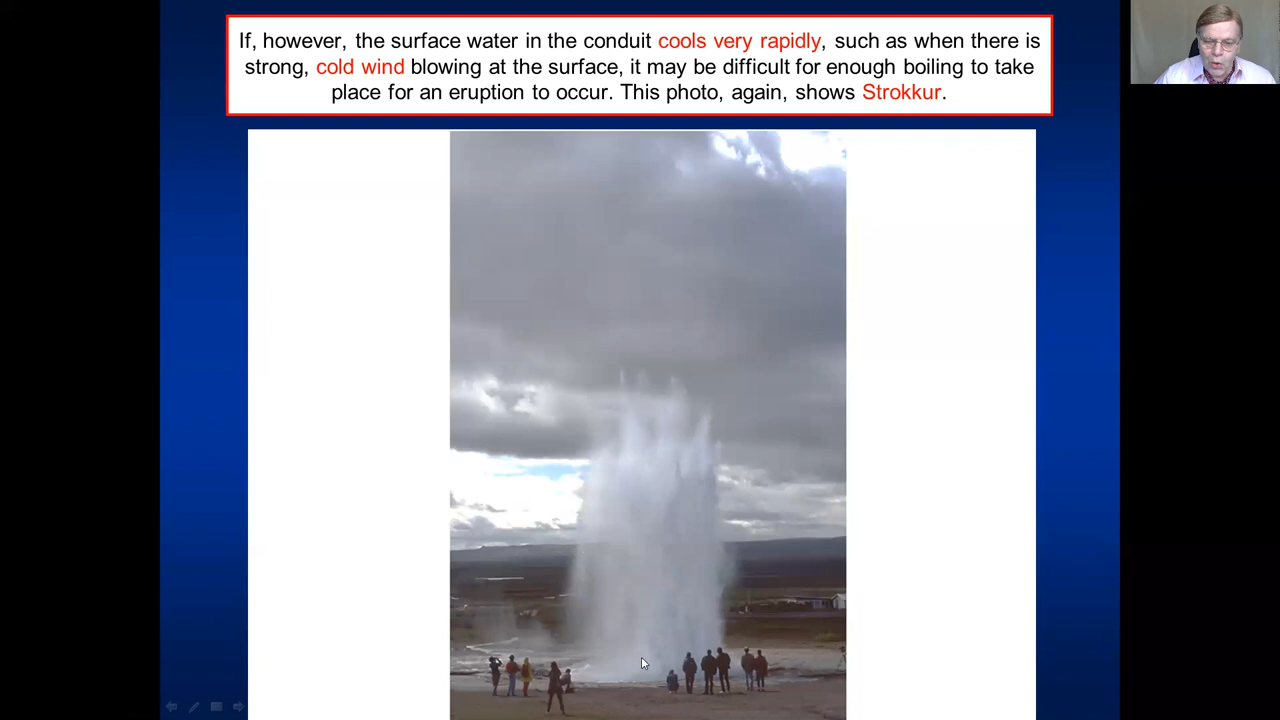 If, however, the surface water in the conduit cools very rapidly, such as when there is
strong, cold wind blowing at the surface, it may be difficult for enough boiling to take
place for an eruption to occur. This photo, again, shows Strokkur.